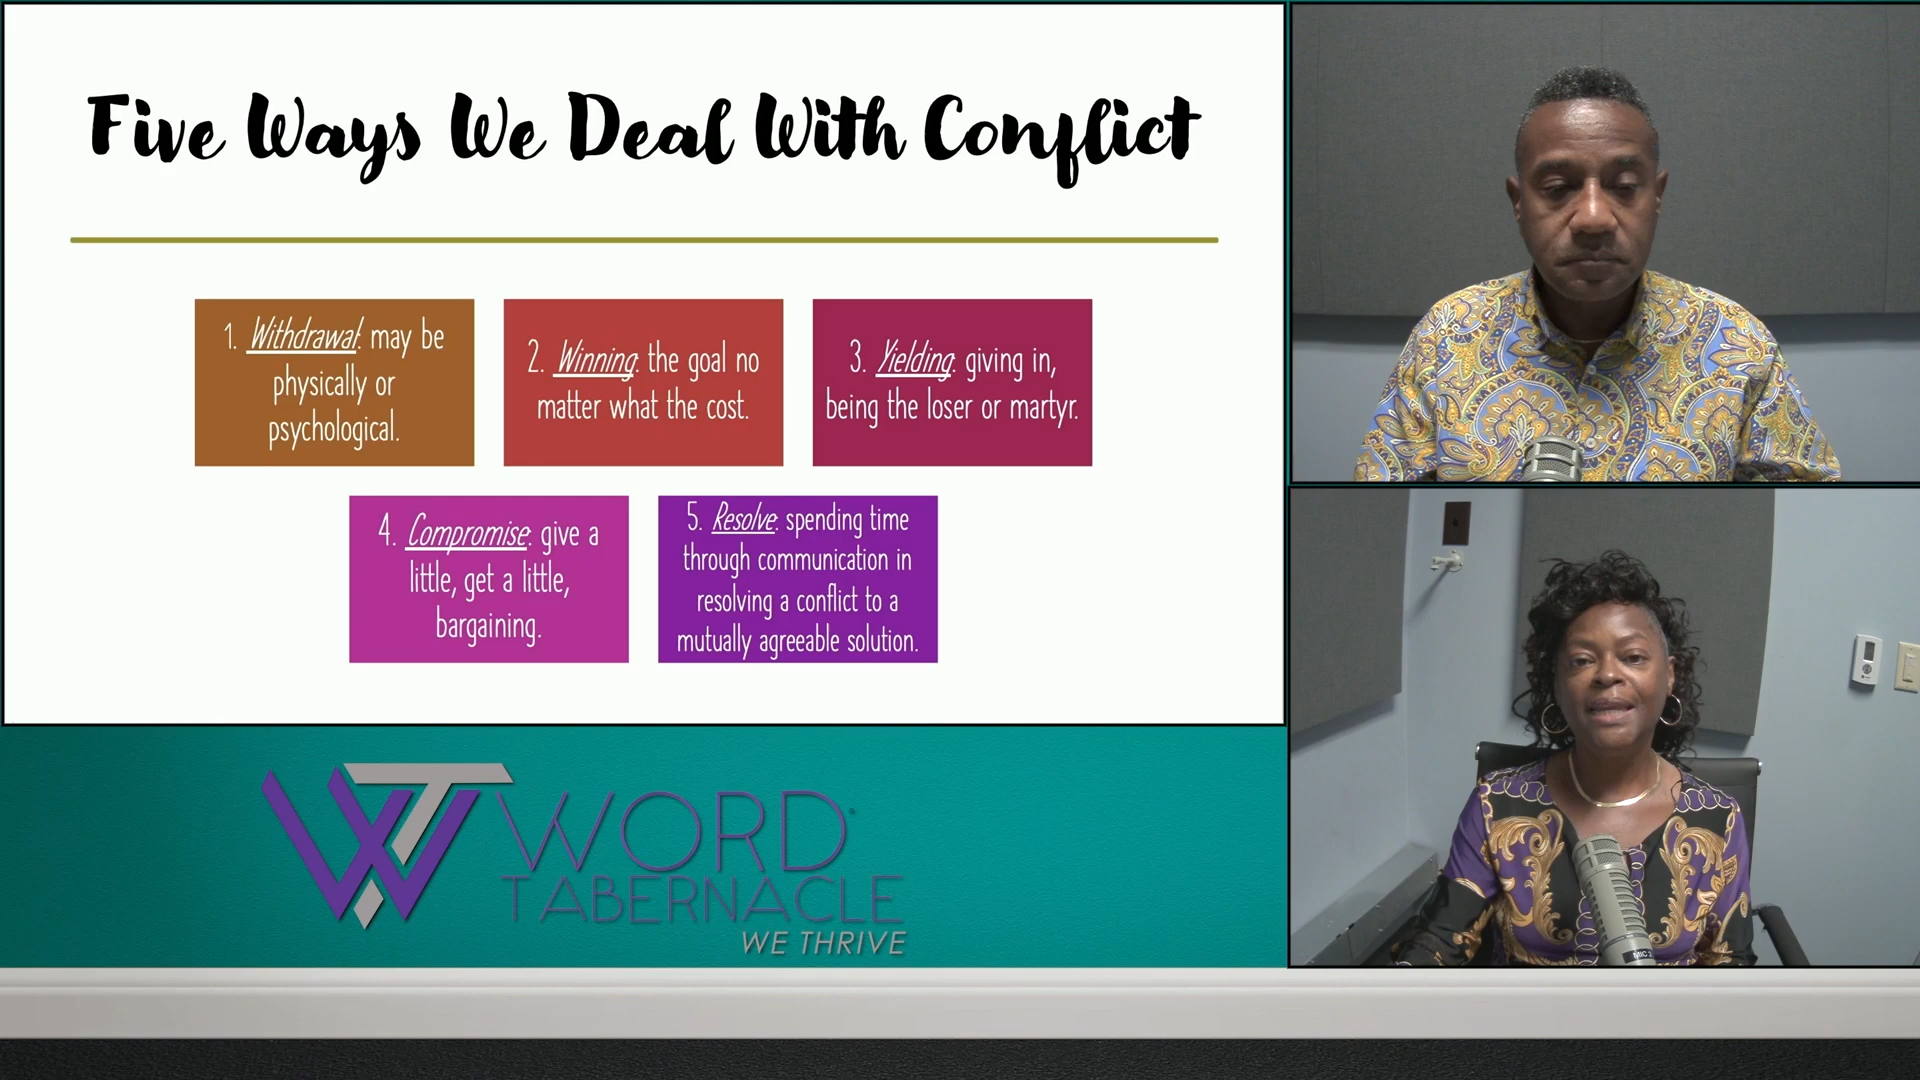 Five Ways We Deal With Conflict
1. Withdrawal: may be
physically or
psychological.
2. Winning: the goal no
matter what the cost.
3. Yielding: giving in,
being the loser or martyr.
4. Compromise: give a
little, get a little,
bargaining.
5. Resolve: spending time
through communication in
resolving a conflict to a
mutually agreeable solution.
WT WORD
TABERNACLE
WE THRIVE